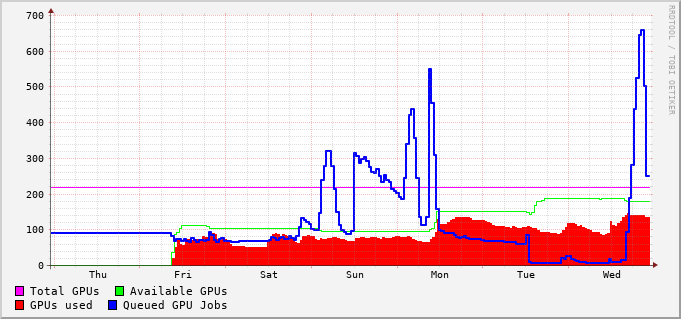 700
600
500
400
300
200
100
0
Thu Fri Sat Sun Mon Tue Wed
Total GPUs Available GPUs
GPUs used Queued GPU Jobs
RRDTOOL / TOBI OETIKER